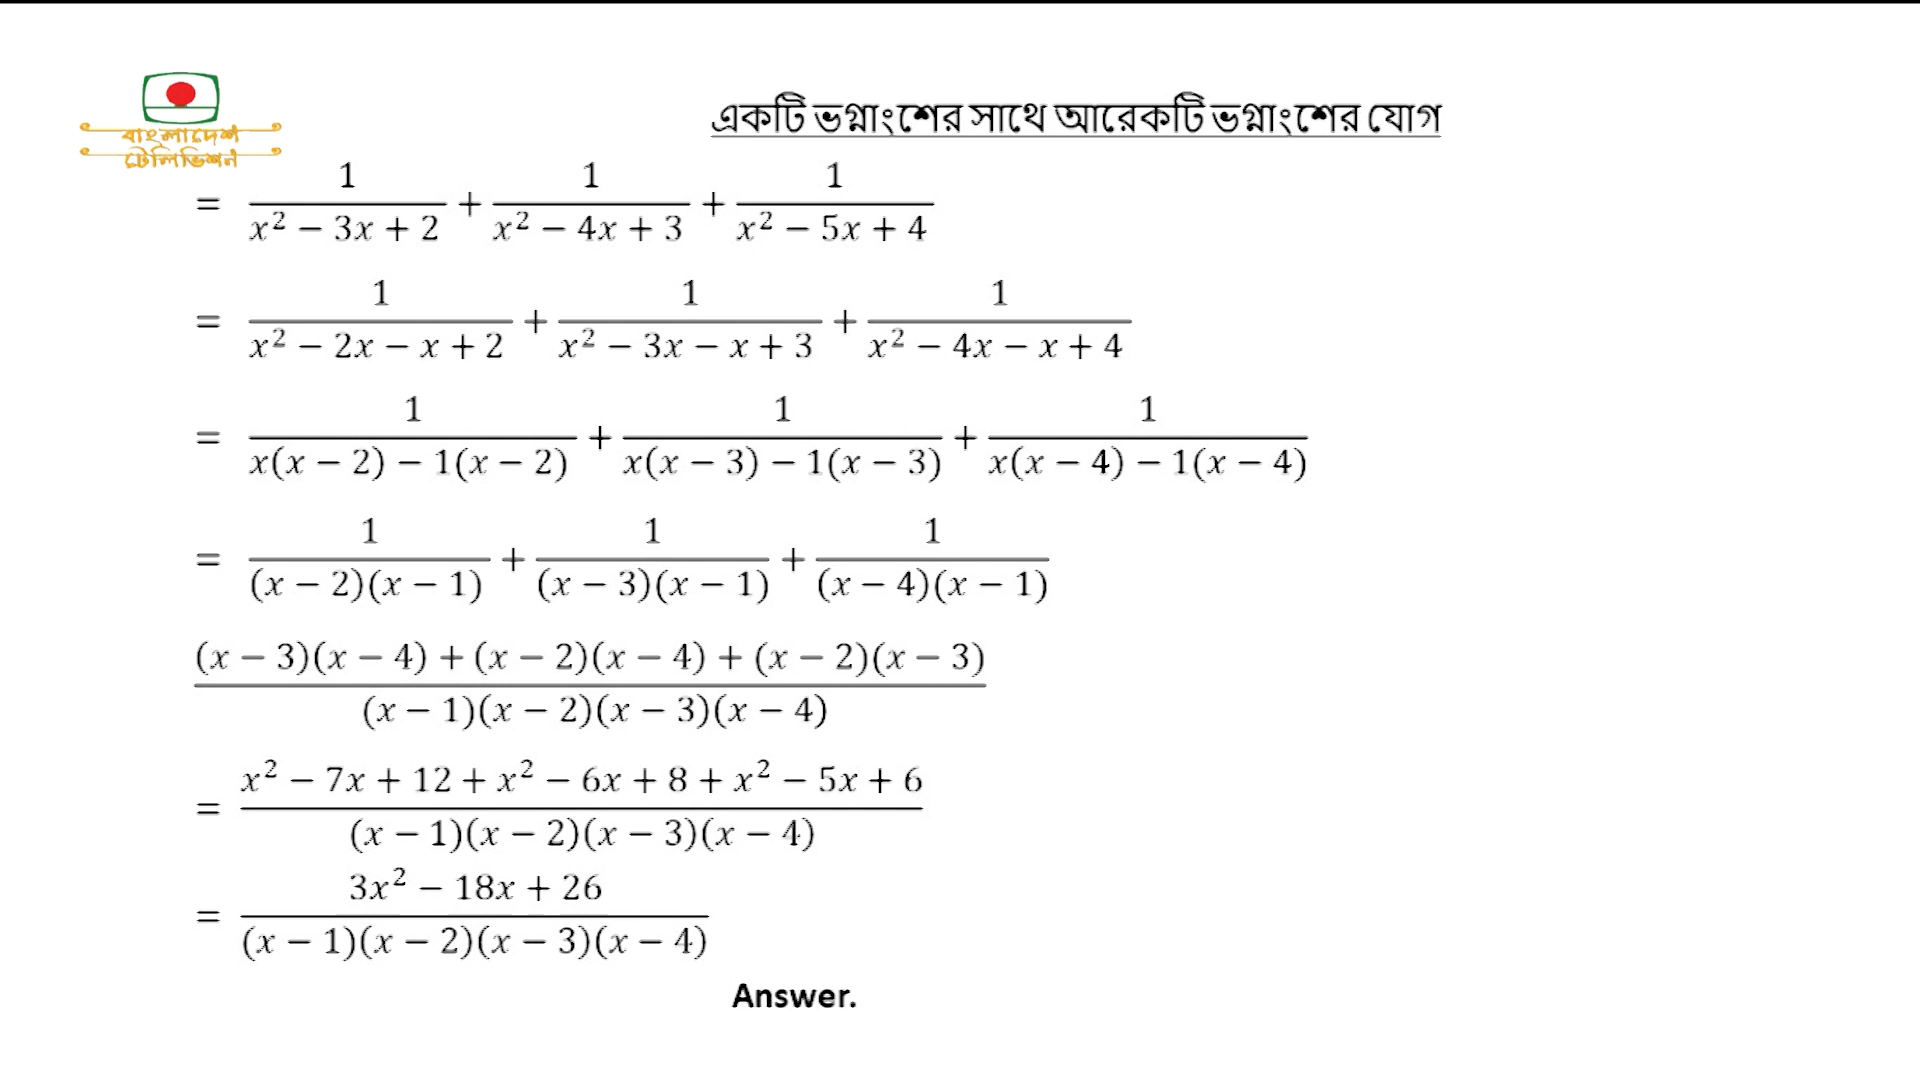 বাংলাদেশ
টেলিভিশন
একটি ভগ্নাংশের সাথে আরেকটি ভগ্নাংশের যোগ
= 1/(x² − 3x + 2) + 1/(x² − 4x + 3) + 1/(x² − 5x + 4)
= 1/(x² − 2x − x + 2) + 1/(x² − 3x − x + 3) + 1/(x² − 4x − x + 4)
= 1/(x(x − 2) − 1(x − 2)) + 1/(x(x − 3) − 1(x − 3)) + 1/(x(x − 4) − 1(x − 4))
= 1/((x − 2)(x − 1)) + 1/((x − 3)(x − 1)) + 1/((x − 4)(x − 1))
((x − 3)(x − 4) + (x − 2)(x − 4) + (x − 2)(x − 3))/((x − 1)(x − 2)(x − 3)(x − 4))
= (x² − 7x + 12 + x² − 6x + 8 + x² − 5x + 6)/((x − 1)(x − 2)(x − 3)(x − 4))
= (3x² − 18x + 26)/((x − 1)(x − 2)(x − 3)(x − 4))
Answer.